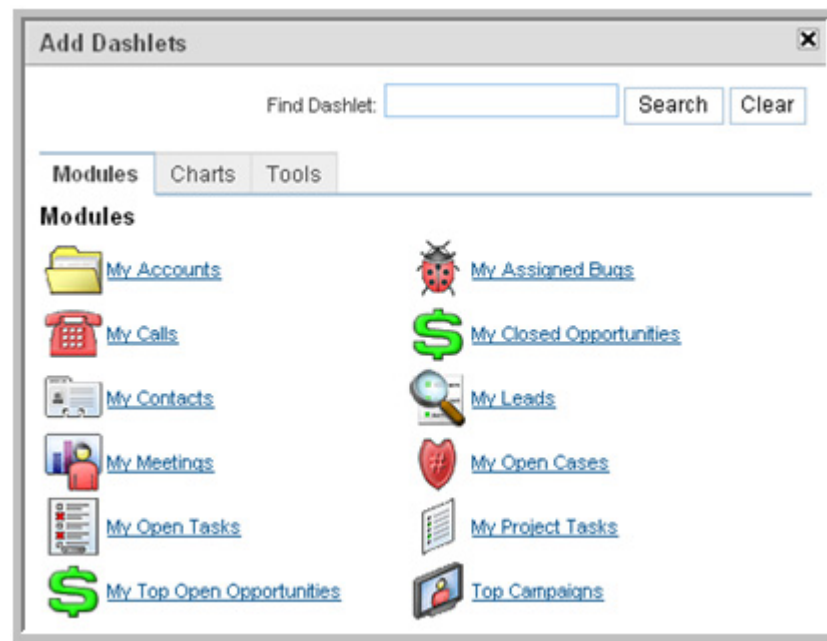 Add Dashlets
Find Dashlet: Search Clear
Modules Charts Tools
Modules
My Accounts My Assigned Bugs
My Calls My Closed Opportunities
My Contacts My Leads
My Meetings My Open Cases
My Open Tasks My Project Tasks
My Top Open Opportunities Top Campaigns